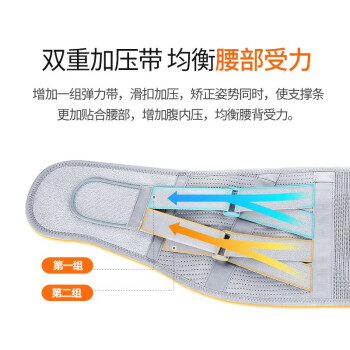 双重加压带 均衡腰部受力
增加一组弹力带，滑扣加压，矫正姿势同时，使支撑条
更加贴合腰部，增加腹内压，均衡腰背受力。
第一组
第二组